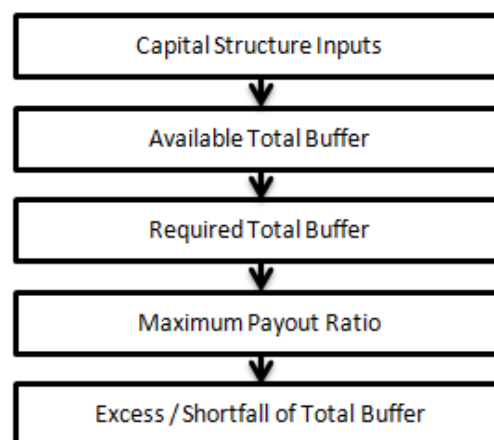 Capital Structure Inputs
Available Total Buffer
Required Total Buffer
Maximum Payout Ratio
Excess / Shortfall of Total Buffer